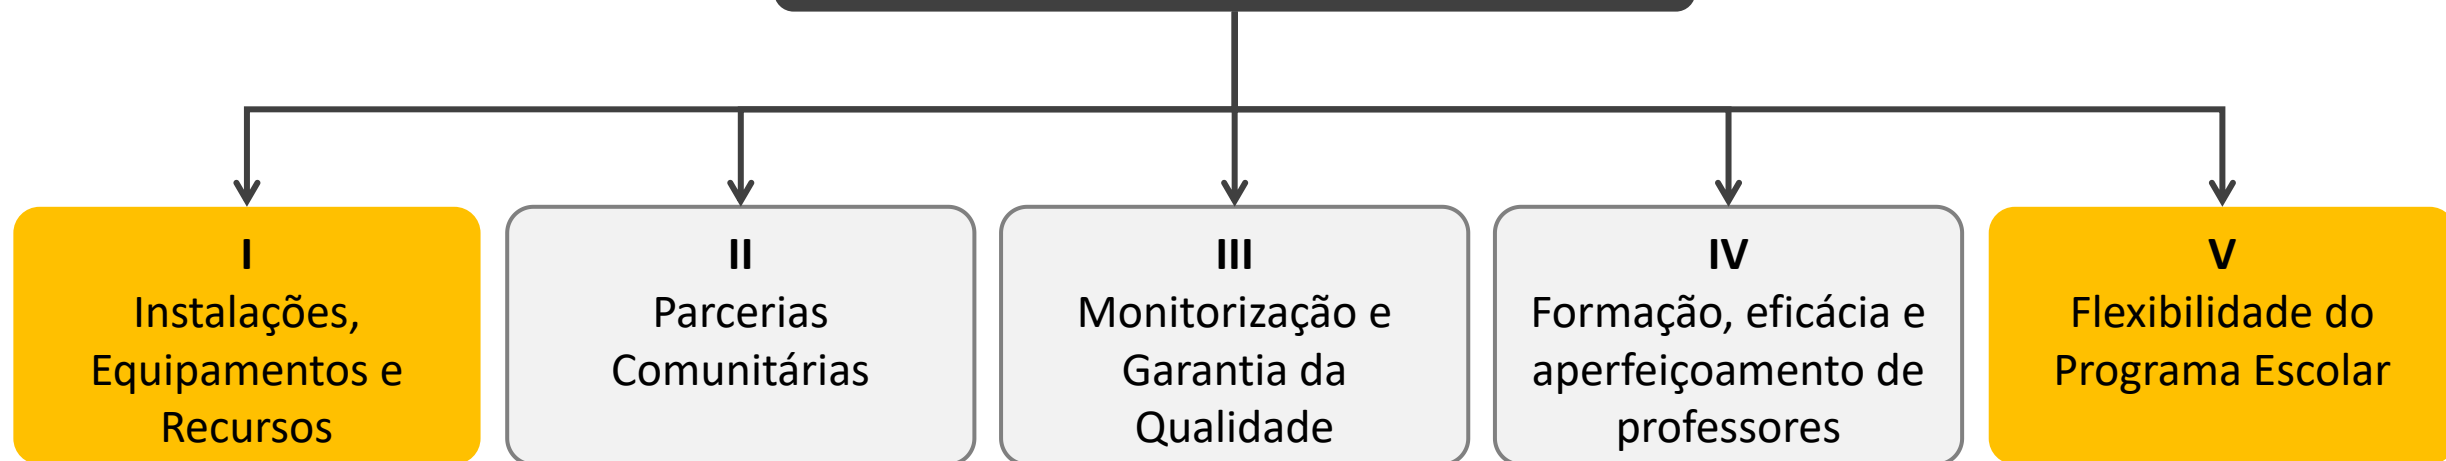 I
Instalações,
Equipamentos e
Recursos
II
Parcerias
Comunitárias
III
Monitorização e
Garantia da
Qualidade
IV
Formação, eficácia e
aperfeiçoamento de
professores
V
Flexibilidade do
Programa Escolar